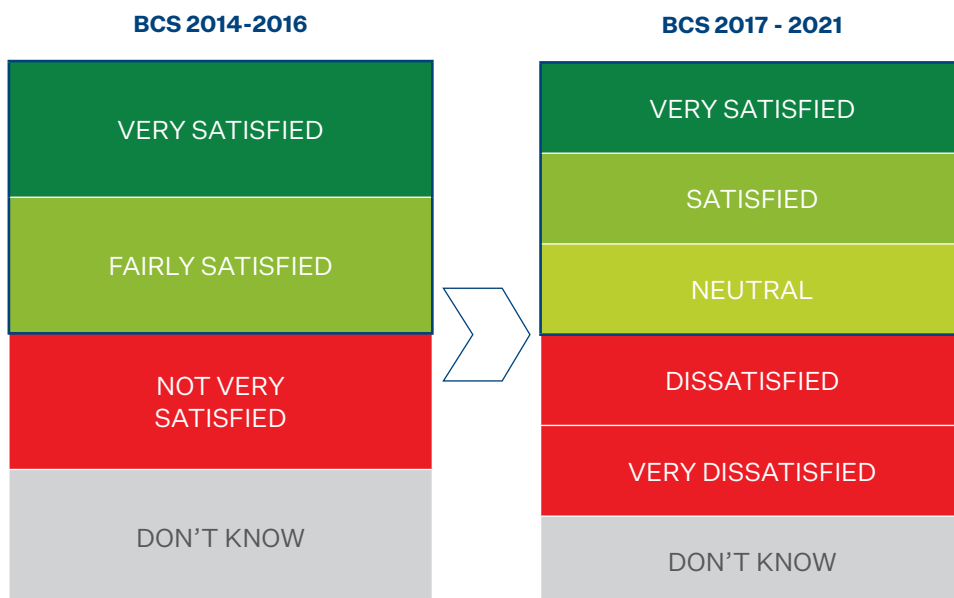 BCS 2014-2016
VERY SATISFIED
FAIRLY SATISFIED
NOT VERY
SATISFIED
DON’T KNOW
BCS 2017 - 2021
VERY SATISFIED
SATISFIED
NEUTRAL
DISSATISFIED
VERY DISSATISFIED
DON’T KNOW